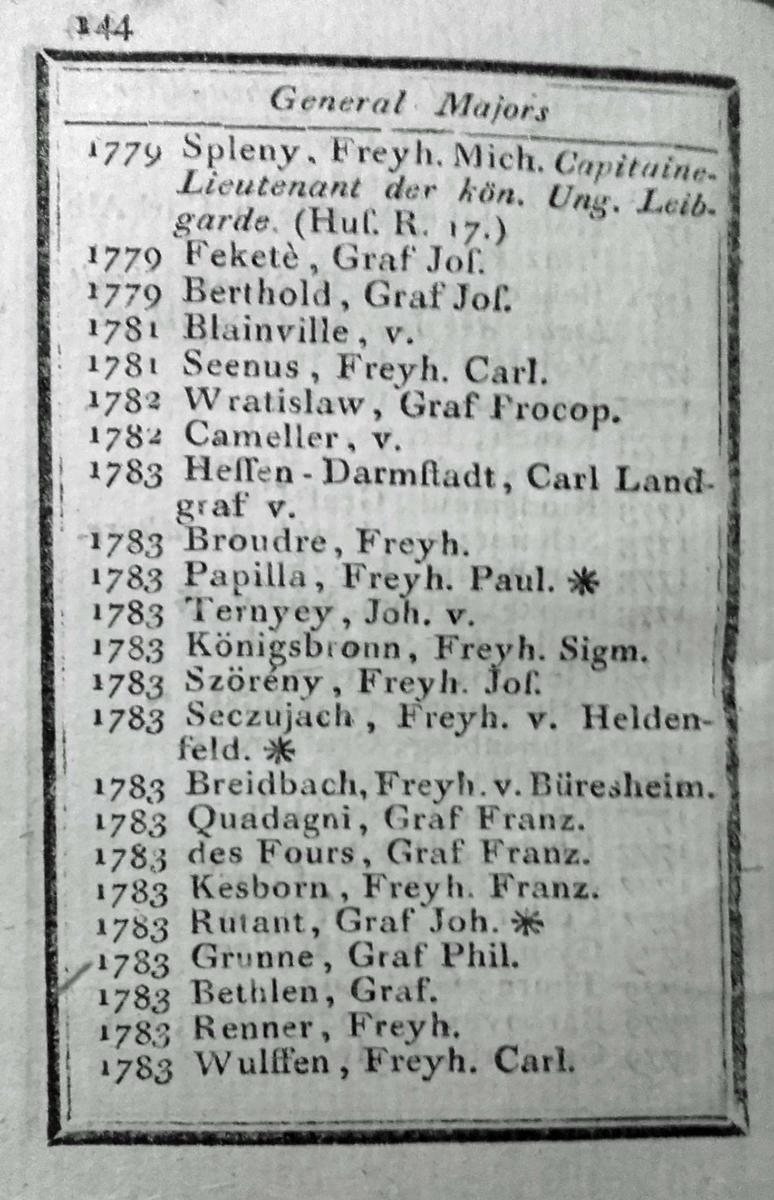 144
General Majors
1779 Spleny, Freyh. Mich. Capitaine-
Lieutenant der kön. Ung. Leib-
garde. (Huſ. R. 17.)
1779 Feketè, Graf Joſ.
1779 Berthold, Graf Joſ.
1781 Blainville, v.
1781 Seenus, Freyh. Carl.
1782 Wratislaw, Graf Procop.
1782 Cameller, v.
1783 Heſſen-Darmſtadt, Carl Land-
graf v.
1783 Broudre, Freyh.
1783 Papilla, Freyh. Paul. *
1783 Ternyey, Joh. v.
1783 Königsbronn, Freyh. Sigm.
1783 Szörény, Freyh. Joſ.
1783 Seczujach, Freyh. v. Helden-
feld. *
1783 Breidbach, Freyh. v. Büresheim.
1783 Quadagni, Graf Franz.
1783 des Fours, Graf Franz.
1783 Kesborn, Freyh. Franz.
1783 Rutant, Graf Joh. *
1783 Grunne, Graf Phil.
1783 Bethlen, Graf.
1783 Renner, Freyh.
1783 Wulffen, Freyh. Carl.